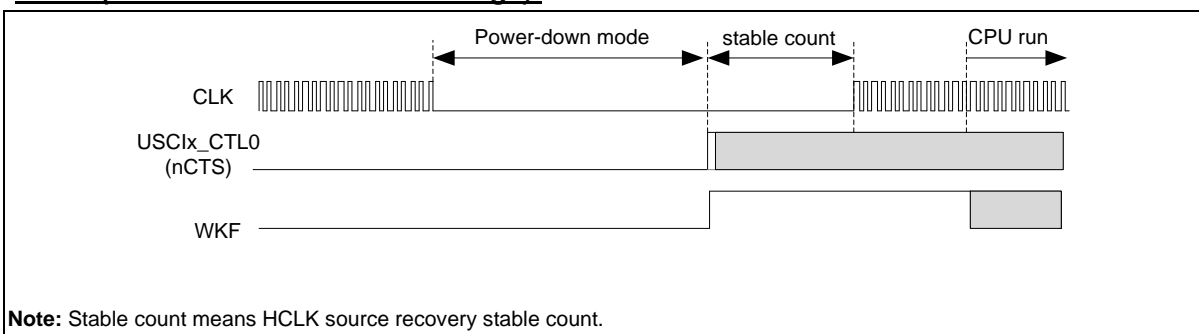 Power-down mode stable count CPU run
CLK
USCIx_CTL0
(nCTS)
WKF
Note: Stable count means HCLK source recovery stable count.